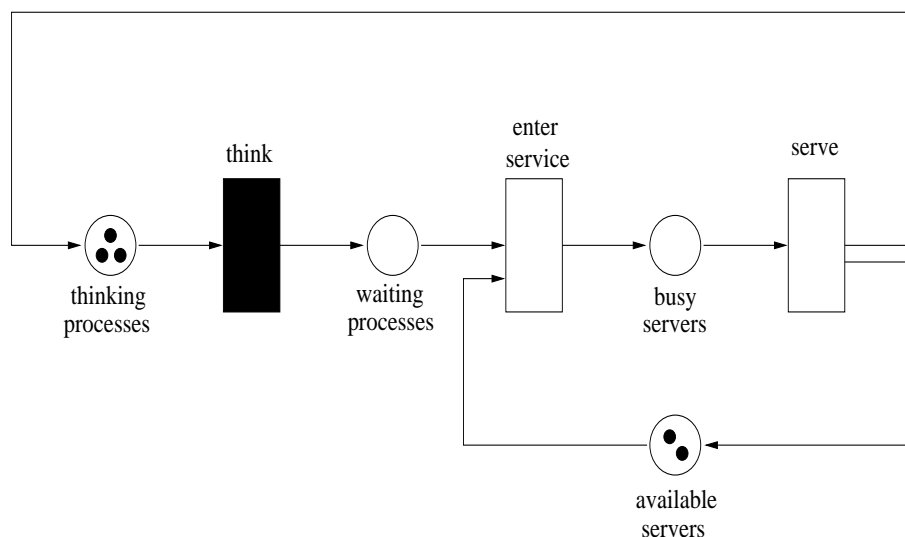 think
enter
service
serve
thinking
processes
waiting
processes
busy
servers
available
servers